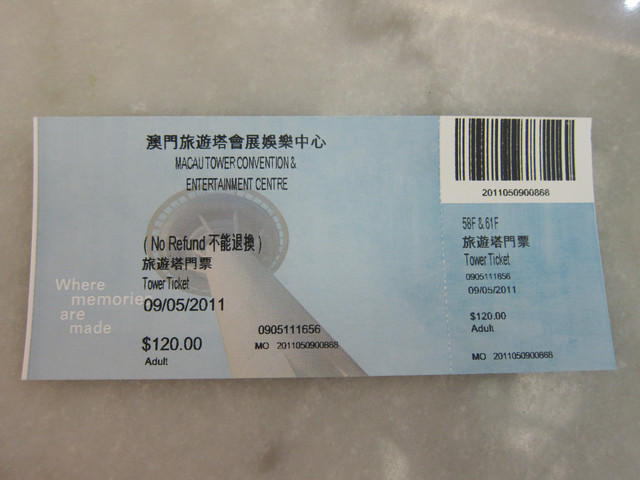 澳門旅遊塔會展娛樂中心
MACAU TOWER CONVENTION &
ENTERTAINMENT CENTRE
( No Refund 不能退換 )
旅遊塔門票
Tower Ticket
09/05/2011
Where
memories
are
made
$120.00
Adult
0905111656
MO 2011050900868
2011050900868
58F & 61F
旅遊塔門票
Tower Ticket
0905111656
09/05/2011
$120.00
Adult
MO 2011050900868